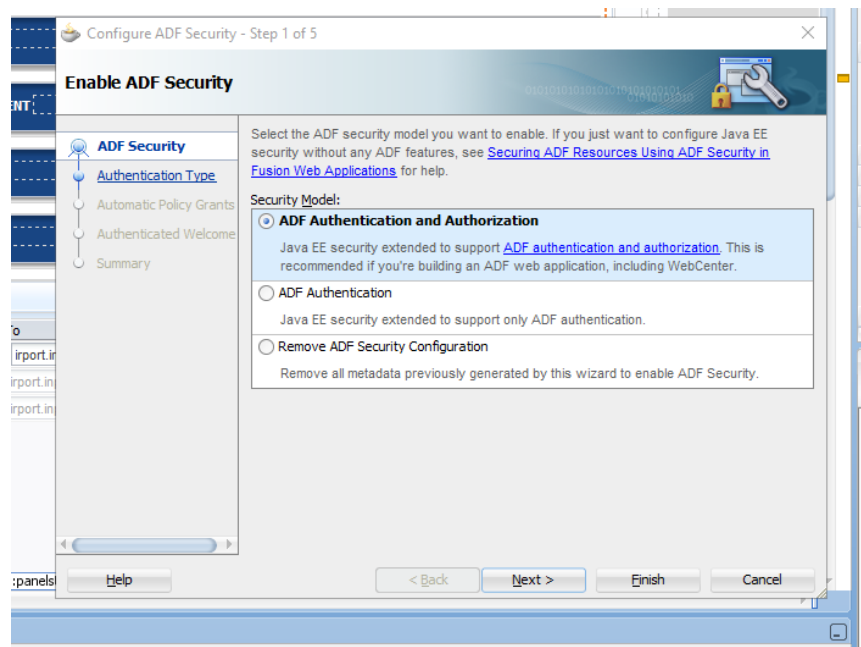 Configure ADF Security - Step 1 of 5
Enable ADF Security
ENT
ADF Security
Authentication Type
Automatic Policy Grants
Authenticated Welcome
Summary
Select the ADF security model you want to enable. If you just want to configure Java EE
security without any ADF features, see Securing ADF Resources Using ADF Security in
Fusion Web Applications for help.
Security Model:
ADF Authentication and Authorization
Java EE security extended to support ADF authentication and authorization. This is
recommended if you're building an ADF web application, including WebCenter.
ADF Authentication
Java EE security extended to support only ADF authentication.
Remove ADF Security Configuration
Remove all metadata previously generated by this wizard to enable ADF Security.
irport.in
irport.in
irport.in
:panels
Help
< Back
Next >
Finish
Cancel